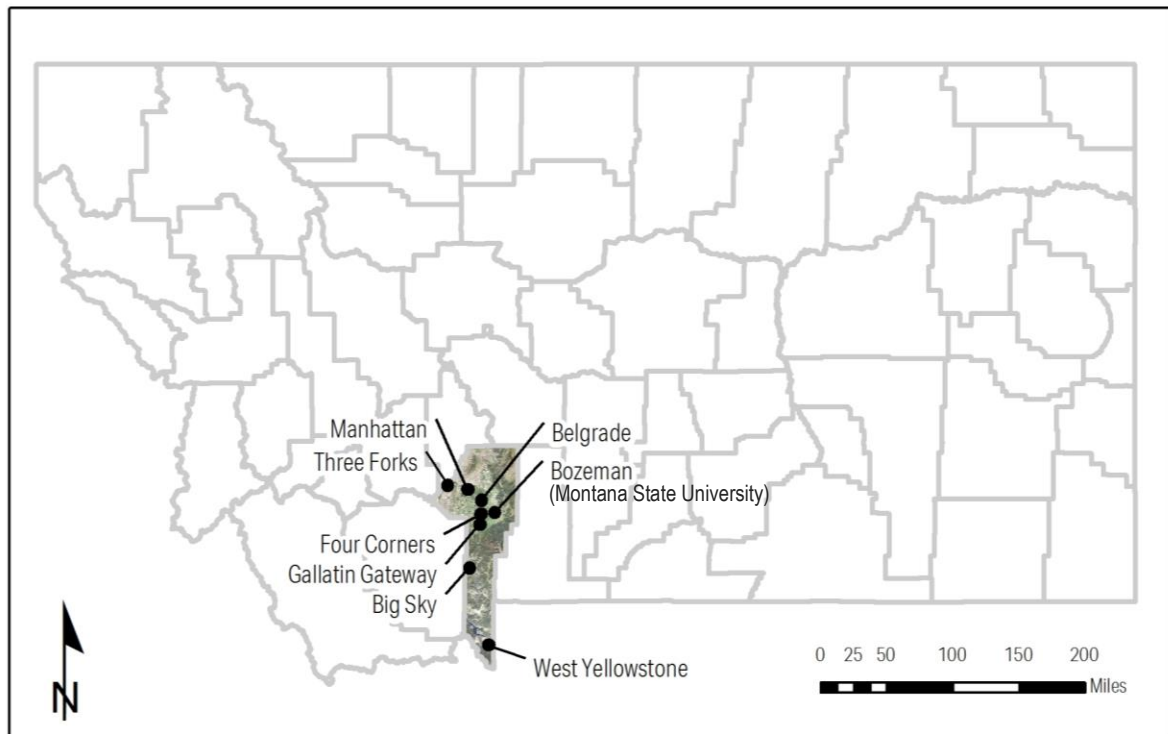 Manhattan
Three Forks
Belgrade
Bozeman
(Montana State University)
Four Corners
Gallatin Gateway
Big Sky
West Yellowstone
0 25 50 100 150 200
Miles
N